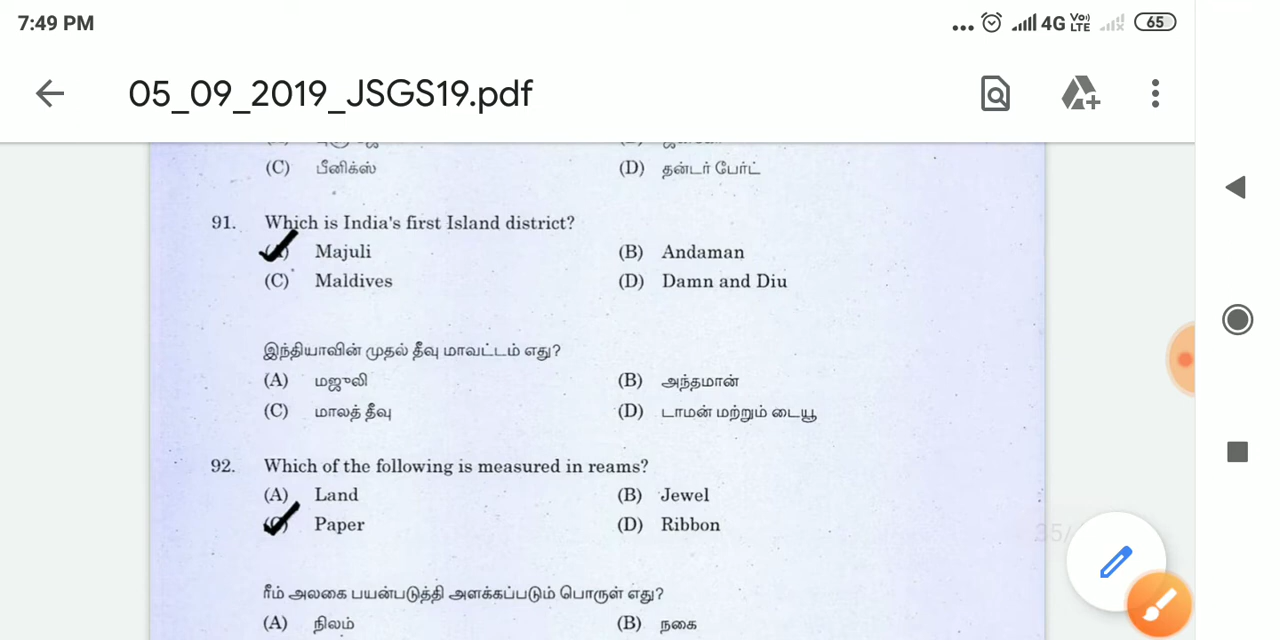 7:49 PM
... 4G Vo)) LTE 65
05_09_2019_JSGS19.pdf
(C) பீனிக்ஸ் (D) தன்டர் பேர்ட்
91. Which is India's first Island district?
(A) Majuli (B) Andaman
(C) Maldives (D) Damn and Diu
இந்தியாவின் முதல் தீவு மாவட்டம் எது?
(A) மஜுலி (B) அந்தமான்
(C) மாலத் தீவு (D) டாமன் மற்றும் டையூ
92. Which of the following is measured in reams?
(A) Land (B) Jewel
(C) Paper (D) Ribbon
ரீம் அலகை பயன்படுத்தி அளக்கப்படும் பொருள் எது?
(A) நிலம் (B) நகை